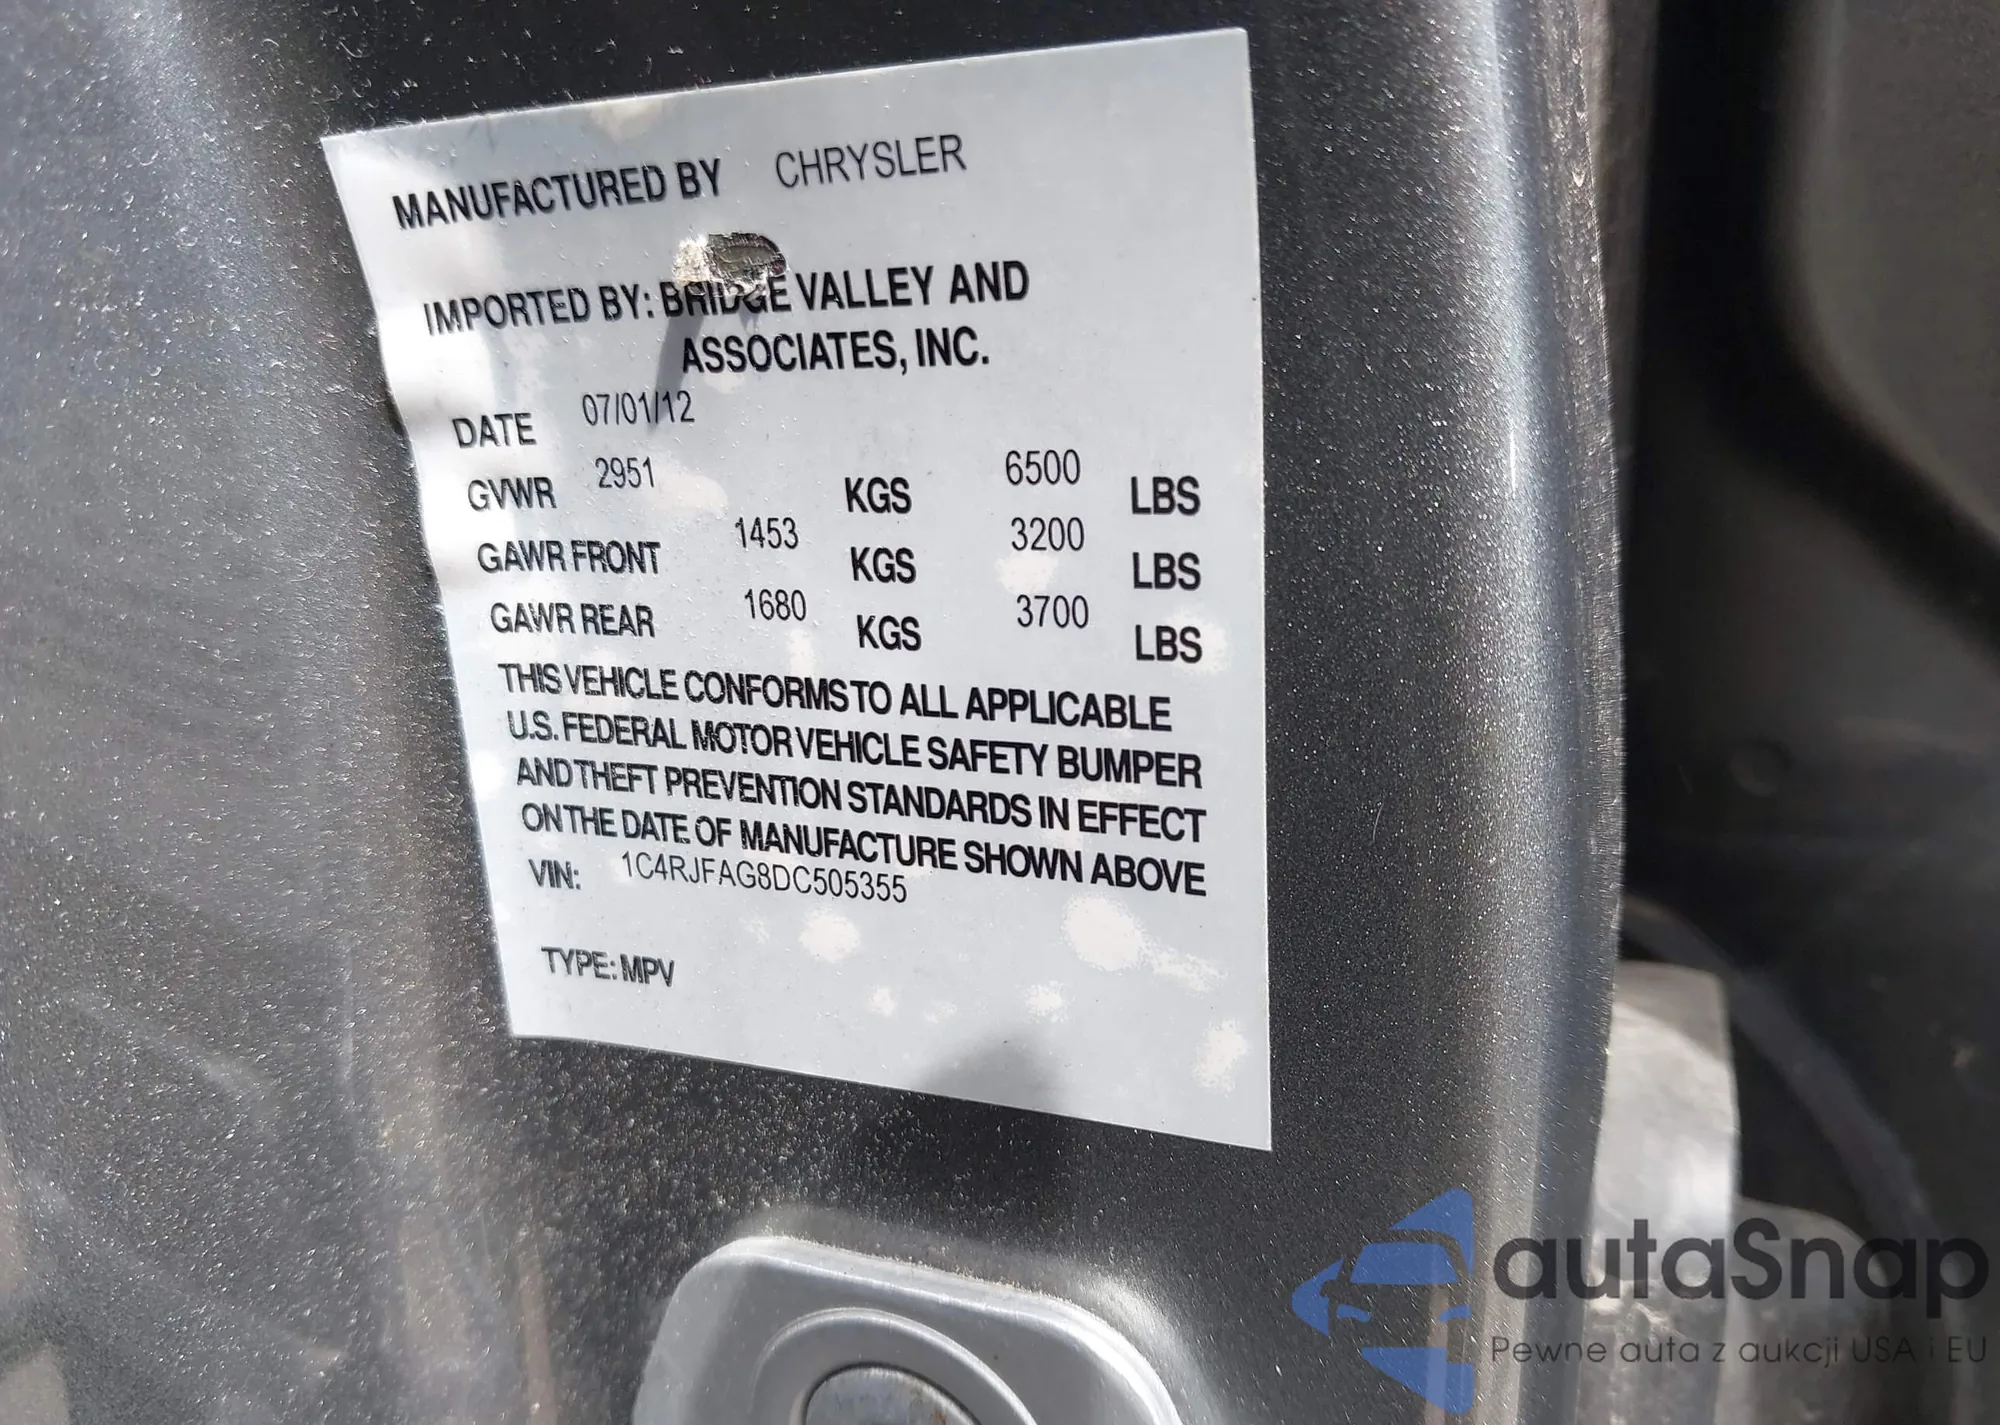 MANUFACTURED BY CHRYSLER
IMPORTED BY: BRIDGE VALLEY AND
ASSOCIATES, INC.
DATE 07/01/12
GVWR 2951 KGS 6500 LBS
GAWR FRONT 1453 KGS 3200 LBS
GAWR REAR 1680 KGS 3700 LBS
THIS VEHICLE CONFORMS TO ALL APPLICABLE
U.S. FEDERAL MOTOR VEHICLE SAFETY BUMPER
AND THEFT PREVENTION STANDARDS IN EFFECT
ON THE DATE OF MANUFACTURE SHOWN ABOVE
VIN: 1C4RJFAG8DC505355
TYPE: MPV
autaSnap
Pewne auta z aukcji USA i EU